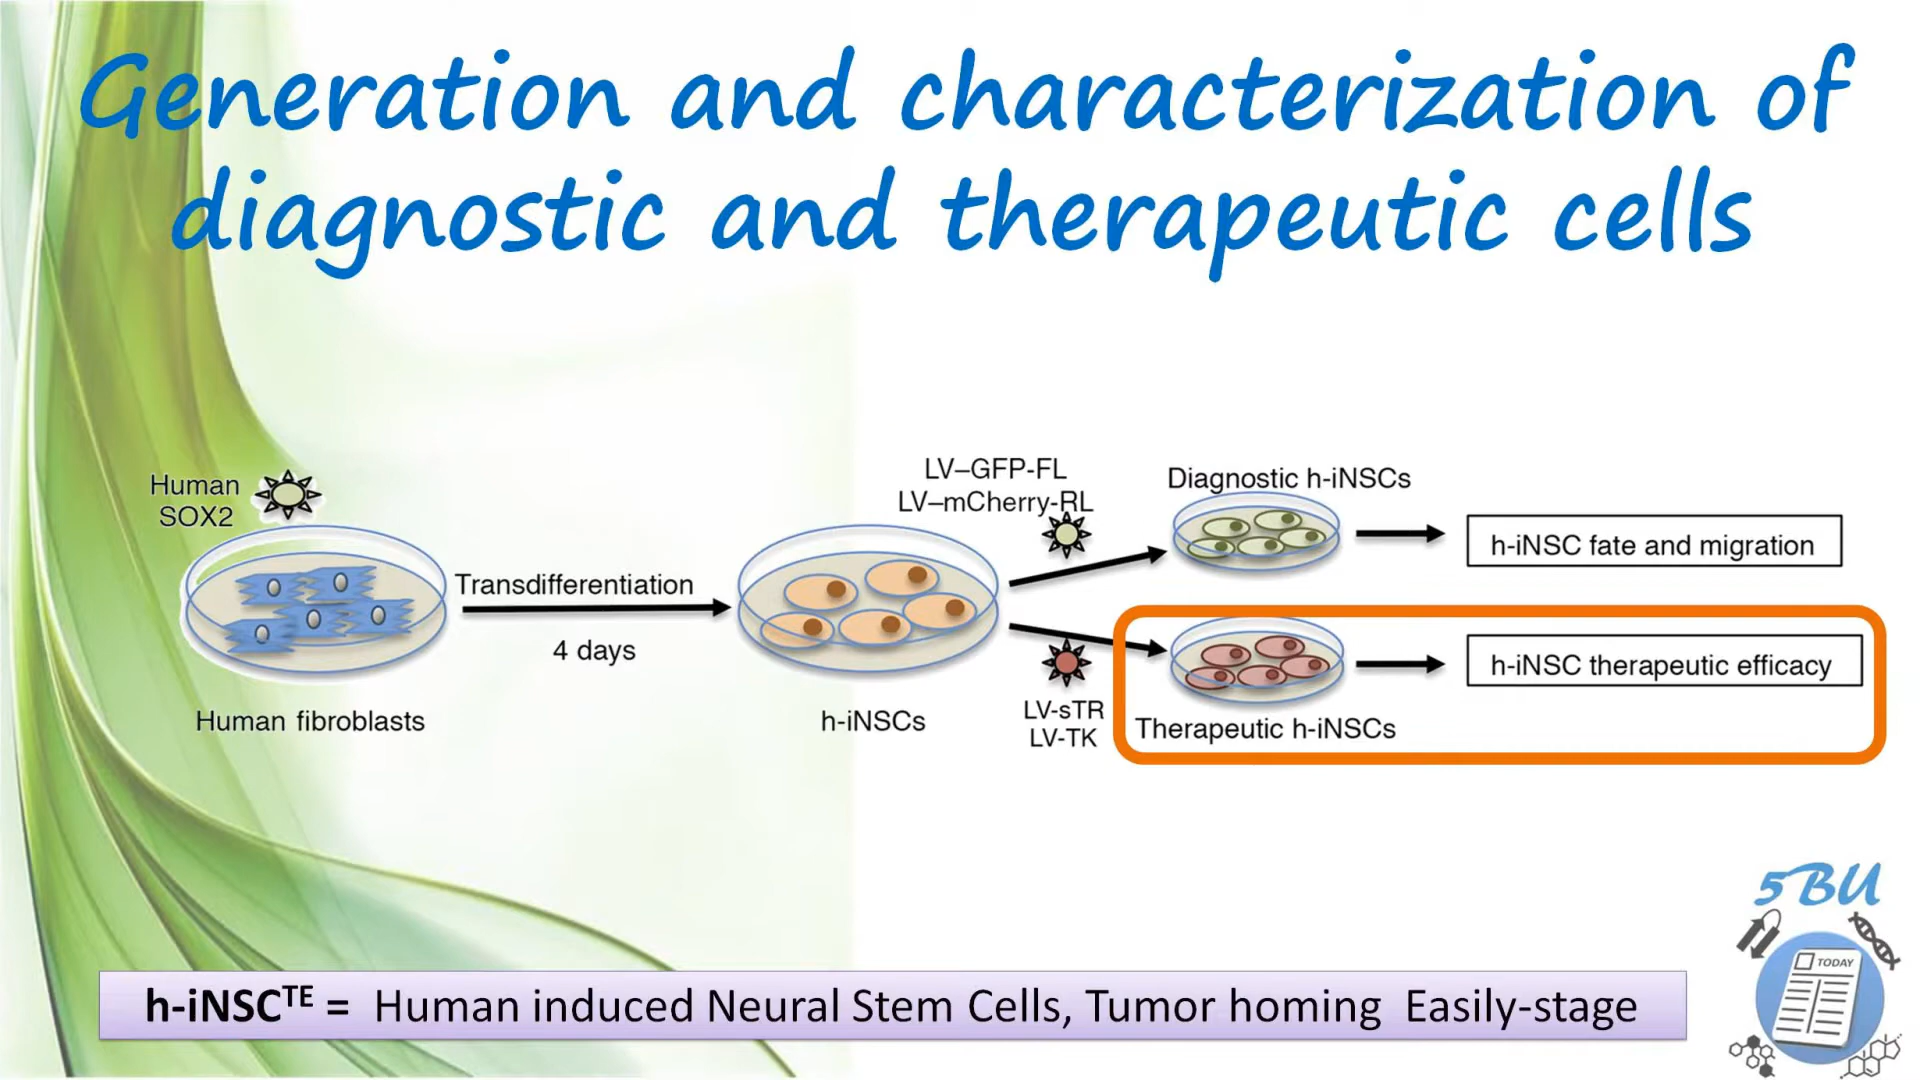 Generation and characterization of
diagnostic and therapeutic cells
Human
SOX2
Transdifferentiation
4 days
Human fibroblasts
h-iNSCs
LV–GFP-FL
LV–mCherry-RL
Diagnostic h-iNSCs
h-iNSC fate and migration
LV-sTR
LV-TK
Therapeutic h-iNSCs
h-iNSC therapeutic efficacy
h-iNSCTE = Human induced Neural Stem Cells, Tumor homing Easily-stage
5BU
TODAY